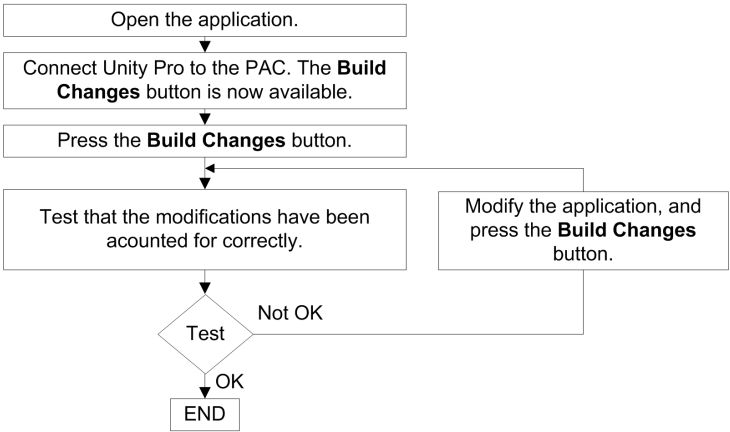 Open the application.
Connect Unity Pro to the PAC. The Build
Changes button is now available.
Press the Build Changes button.
Test that the modifications have been
acounted for correctly.
Modify the application, and
press the Build Changes
button.
Not OK
Test
OK
END